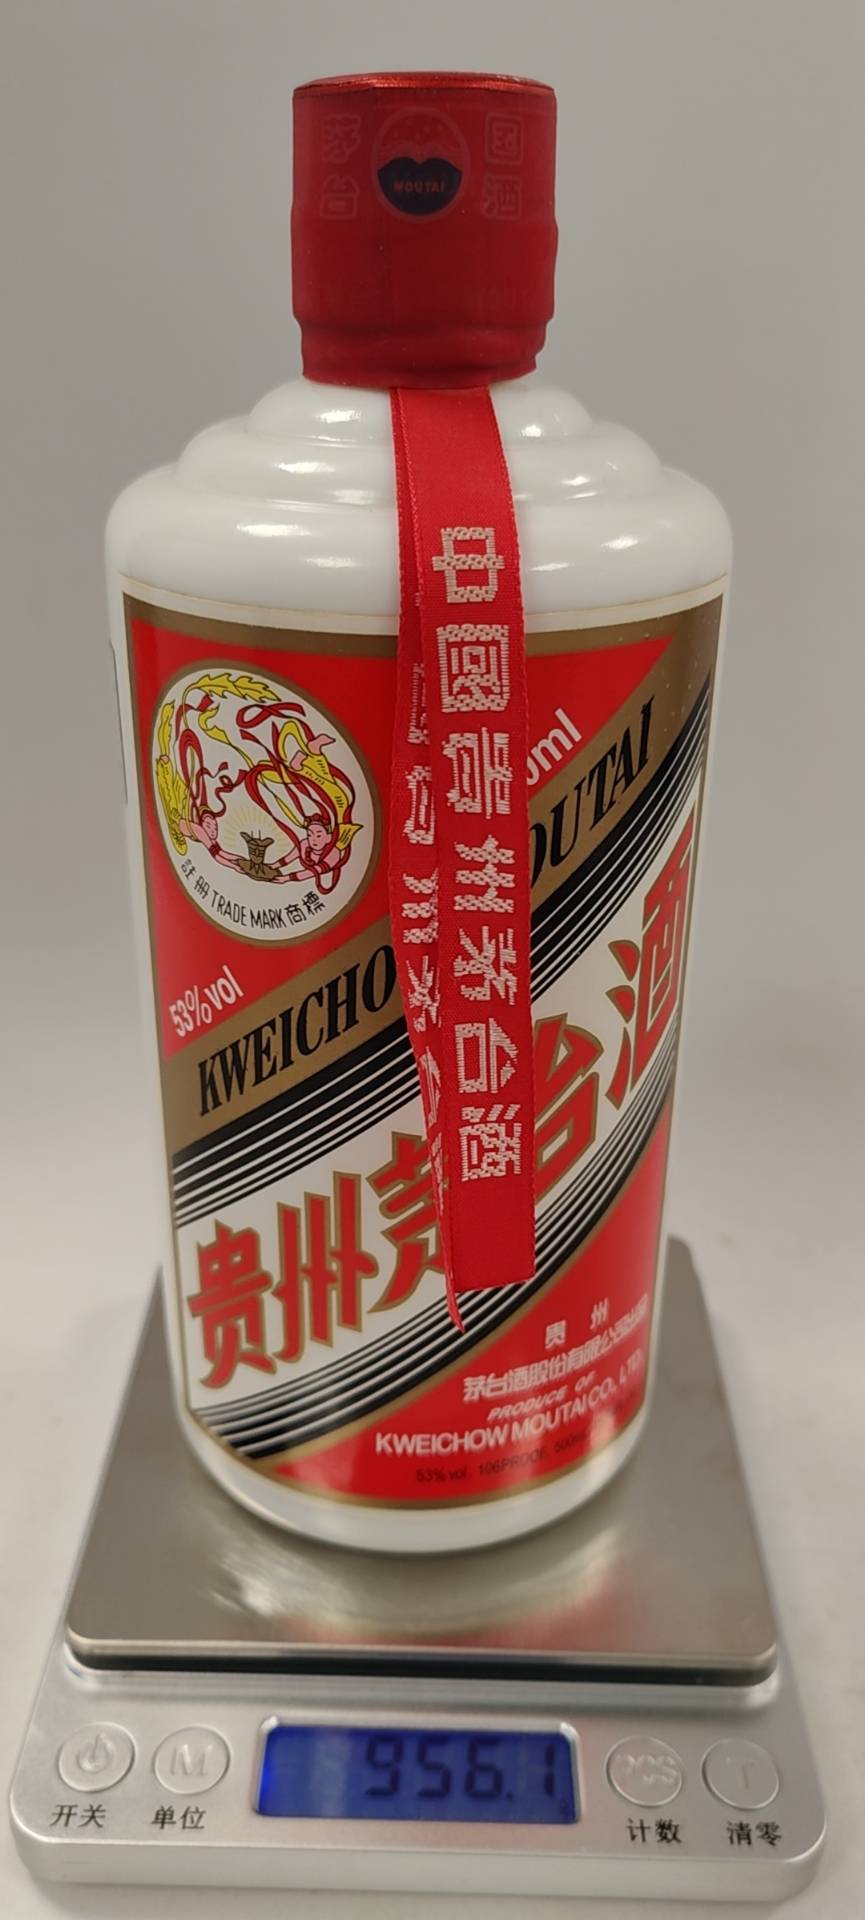 茅台
MOUTAI
国酒
中國貴州茅台酒
ml
註册 TRADE MARK 商標
53%vol
KWEICHO
OUTAI
贵州茅台酒
贵 州
茅台酒股份有限公司出品
PRODUCE OF
KWEICHOW MOUTAI CO., LTD.
53% vol. 106PROOF 500ml
956.1
M
PCS
T
开关
单位
计数
清零